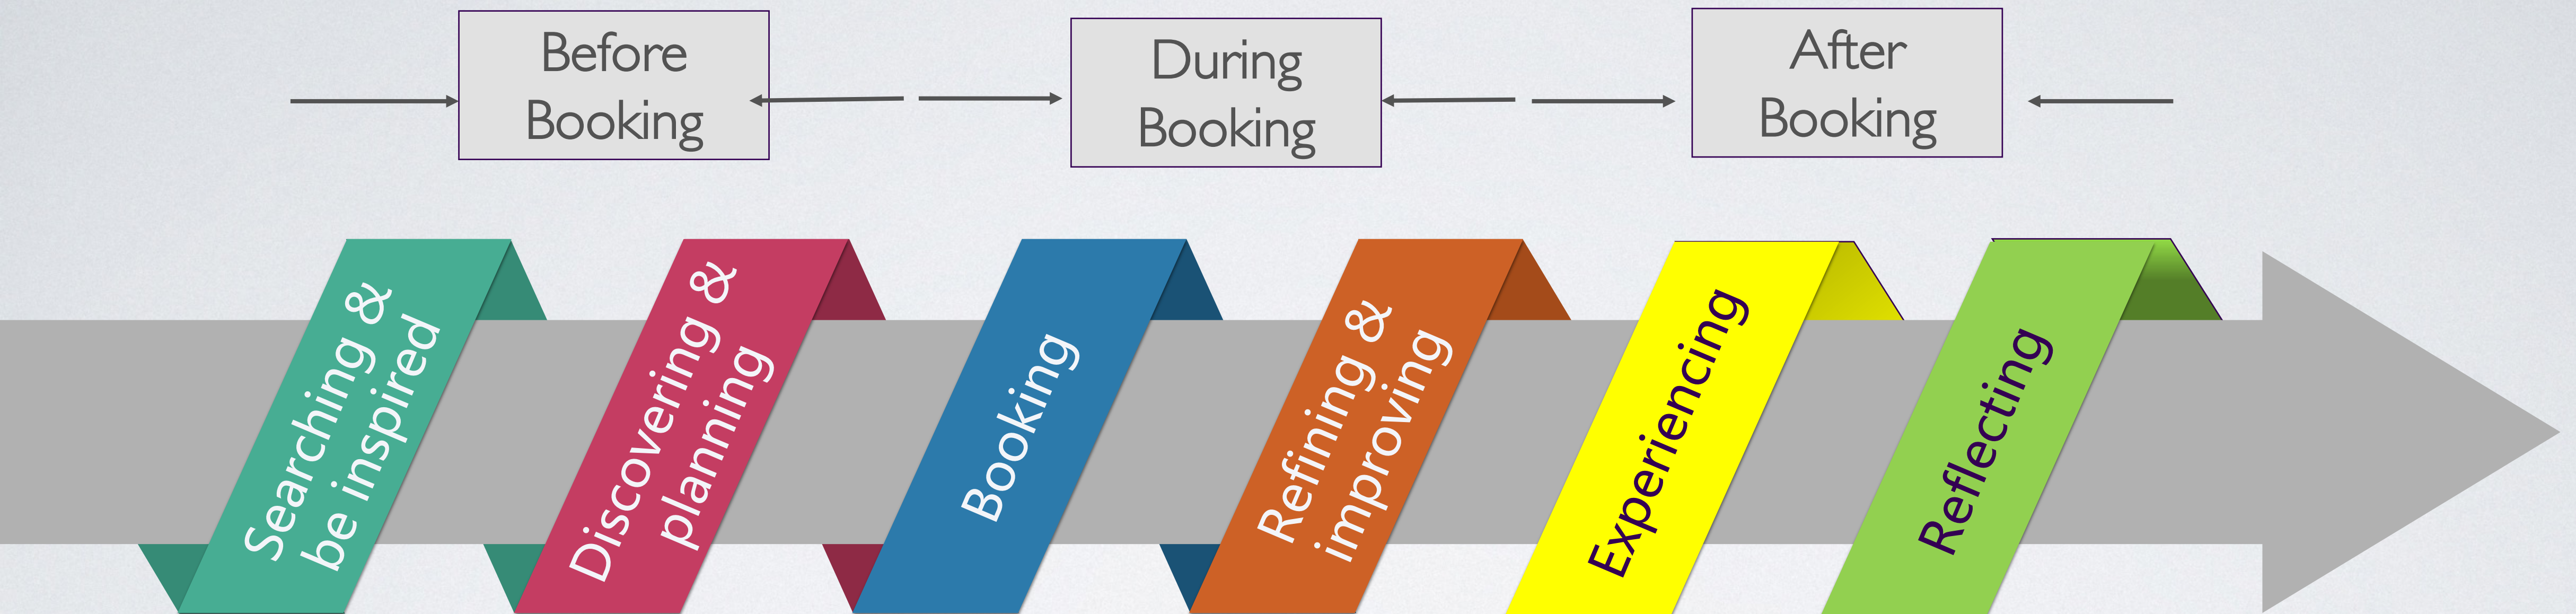 Before
Booking
During
Booking
After
Booking
Searching &
be inspired
Discovering &
planning
Booking
Refining &
improving
Experiencing
Reflecting